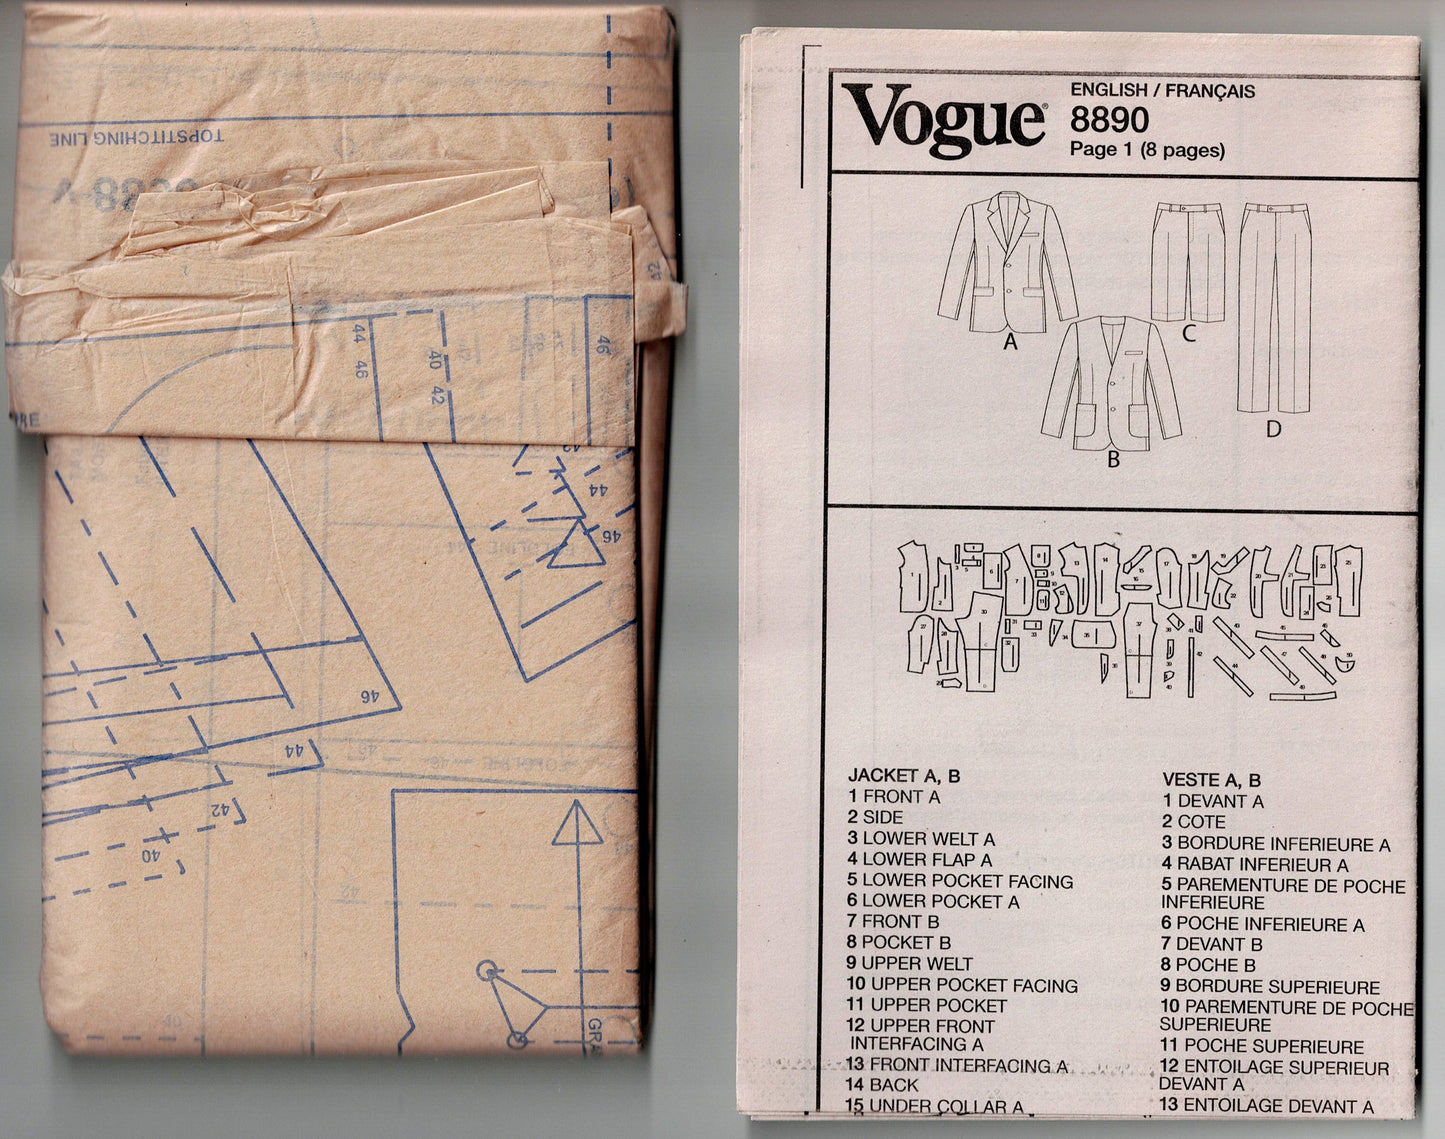 TOPSTITCHING LINE
42
44 46
40 42
46
44
46
46
44
42
40
42
40
GRA
Vogue®
ENGLISH / FRANÇAIS
8890
Page 1 (8 pages)
A
B
C
D
JACKET A, B
1 FRONT A
2 SIDE
3 LOWER WELT A
4 LOWER FLAP A
5 LOWER POCKET FACING
6 LOWER POCKET A
7 FRONT B
8 POCKET B
9 UPPER WELT
10 UPPER POCKET FACING
11 UPPER POCKET
12 UPPER FRONT
INTERFACING A
13 FRONT INTERFACING A
14 BACK
15 UNDER COLLAR A
VESTE A, B
1 DEVANT A
2 COTE
3 BORDURE INFERIEURE A
4 RABAT INFERIEUR A
5 PAREMENTURE DE POCHE
INFERIEURE
6 POCHE INFERIEURE A
7 DEVANT B
8 POCHE B
9 BORDURE SUPERIEURE
10 PAREMENTURE DE POCHE
SUPERIEURE
11 POCHE SUPERIEURE
12 ENTOILAGE SUPERIEUR
DEVANT A
13 ENTOILAGE DEVANT A